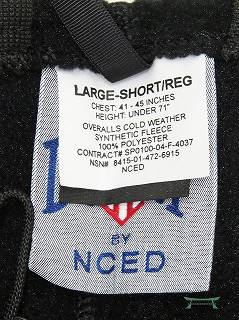 LARGE-SHORT/REG
CHEST: 41 - 45 INCHES
HEIGHT: UNDER 71"
OVERALLS COLD WEATHER
SYNTHETIC FLEECE
100% POLYESTER
CONTRACT# SP0100-04-F-4037
NSN# 8415-01-472-6915
NCED
BY
NCED